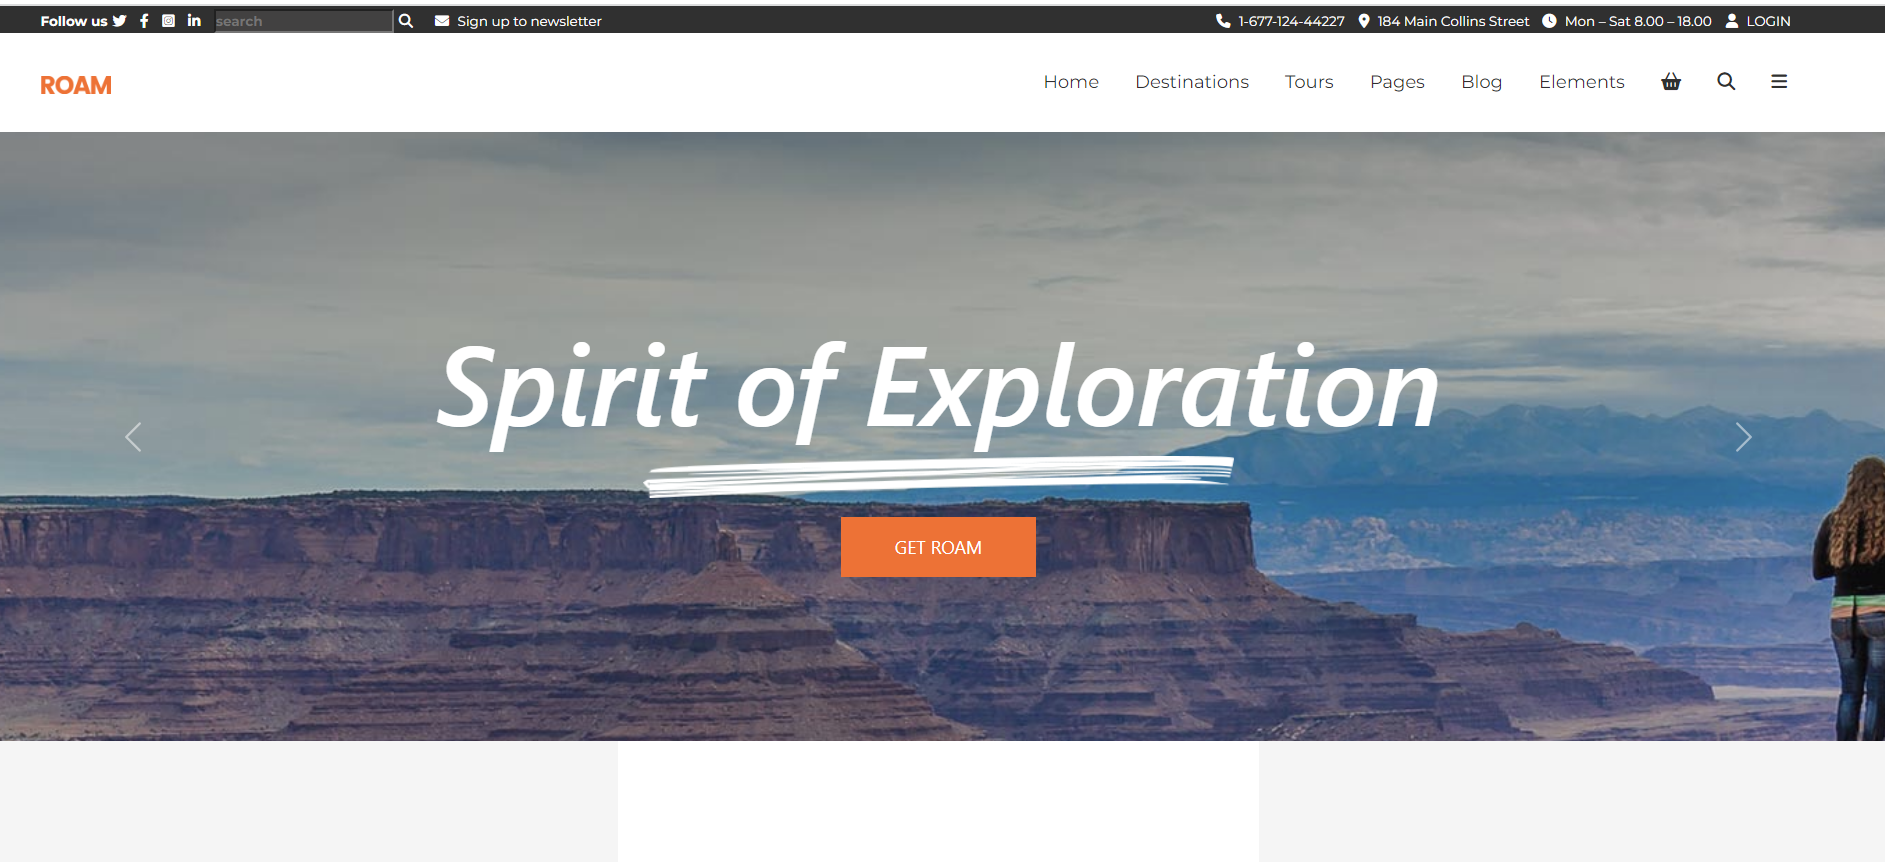 Follow us search Sign up to newsletter 1-677-124-44227 184 Main Collins Street Mon – Sat 8.00 – 18.00 LOGIN
ROAM Home Destinations Tours Pages Blog Elements
Spirit of Exploration
GET ROAM